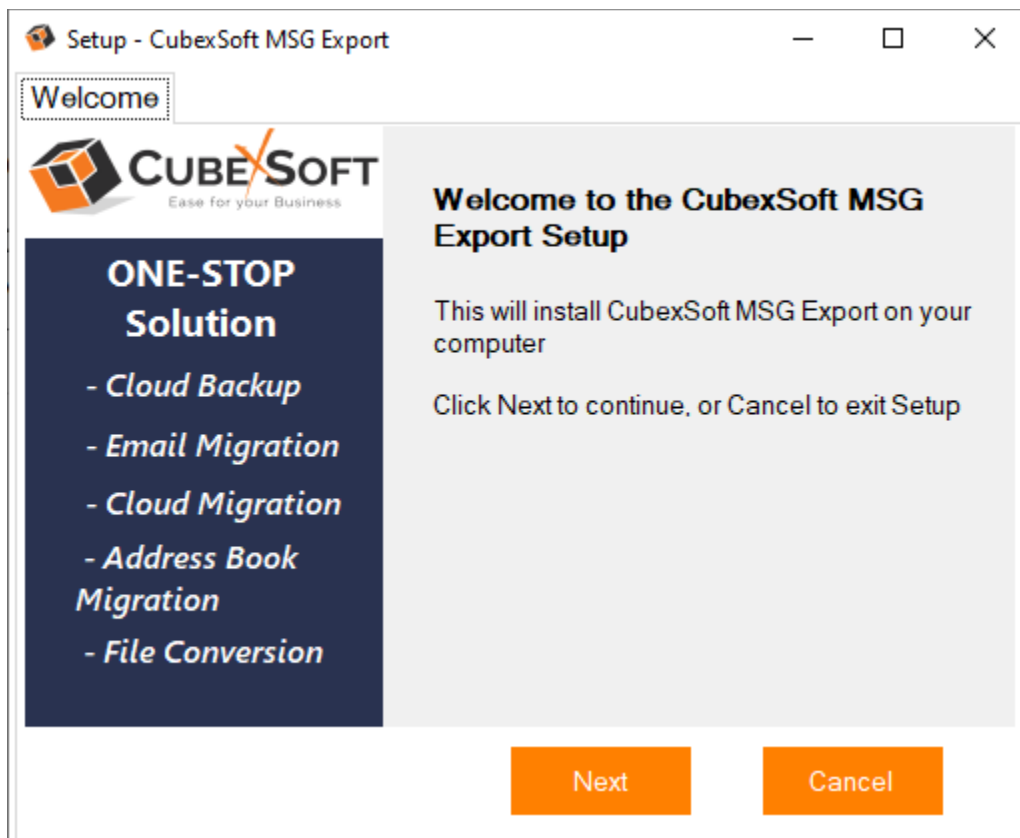 Setup - CubexSoft MSG Export
Welcome
CUBEXSOFT
Ease for your Business
ONE-STOP
Solution
- Cloud Backup
- Email Migration
- Cloud Migration
- Address Book
Migration
- File Conversion
Welcome to the CubexSoft MSG
Export Setup
This will install CubexSoft MSG Export on your
computer
Click Next to continue, or Cancel to exit Setup
Next
Cancel